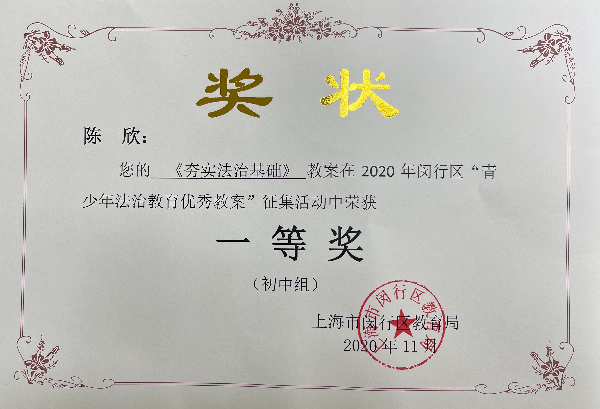 奖 状
陈 欣：
您的 《夯实法治基础》 教案在 2020 年闵行区“青
少年法治教育优秀教案”征集活动中荣获
一 等 奖
（初中组）
上海市闵行区教育局
2020 年 11 月
上海市闵行区教育局